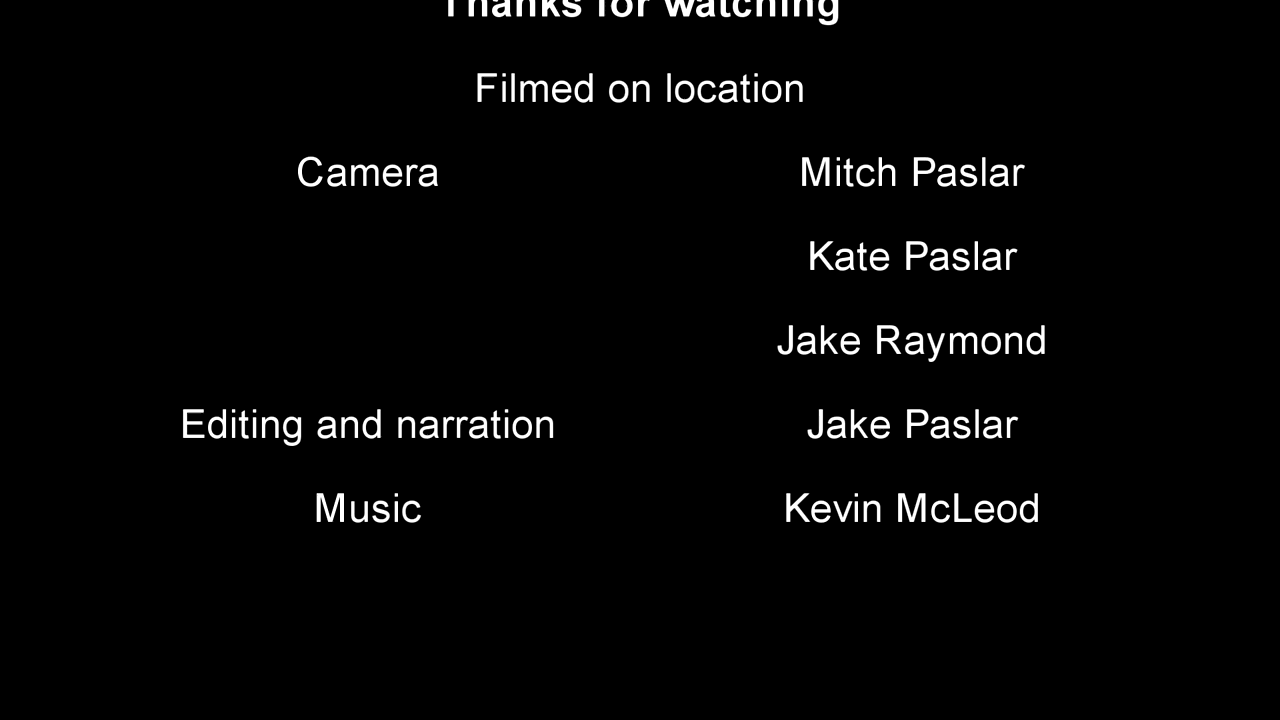 Thanks for watching
Filmed on location
Camera Mitch Paslar
Kate Paslar
Jake Raymond
Editing and narration Jake Paslar
Music Kevin McLeod